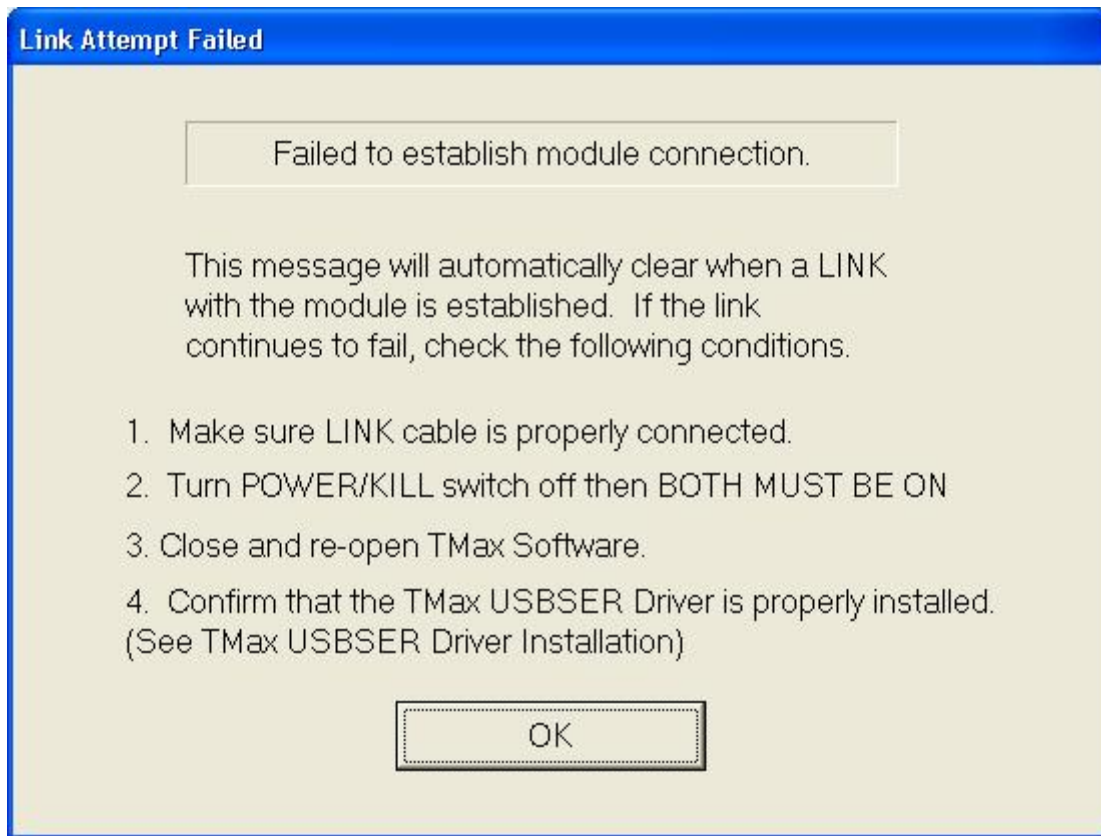 Link Attempt Failed
Failed to establish module connection.
This message will automatically clear when a LINK
with the module is established.  If the link
continues to fail, check the following conditions.
1.  Make sure LINK cable is properly connected.
2.  Turn POWER/KILL switch off then BOTH MUST BE ON
3. Close and re-open TMax Software.
4.  Confirm that the TMax USBSER Driver is properly installed.
(See TMax USBSER Driver Installation)
OK